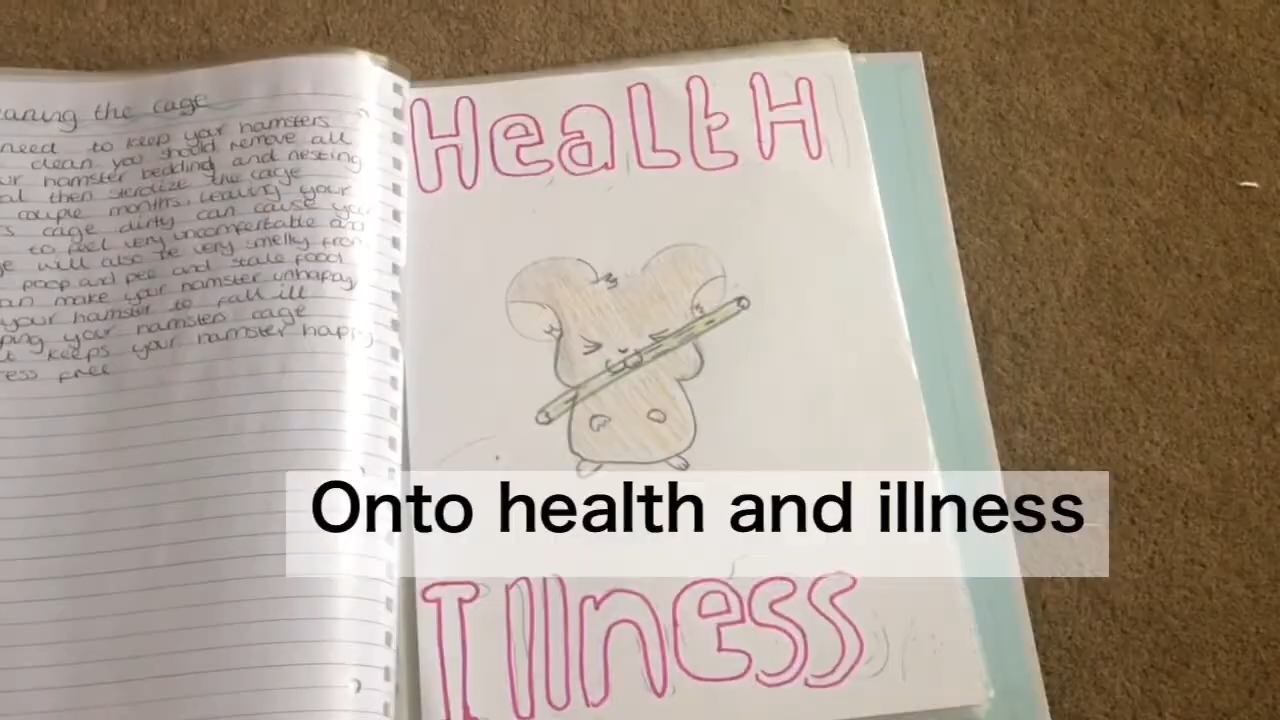 eaning the cage
need to keep your hamsters
clean you should remove all
ur hamster bedding and nesting
al then sterolize the cage
couple months. Leaving your
s cage dirty can cause you
to feel very uncomfortable and
ge will also be very smelly from
poop and pee and stale food
an make your hamster unhappy
your hamster to fall ill
ping your hamsters cage
t keeps your hamster happy
ress free
HeaLtH
Onto health and illness
Illness